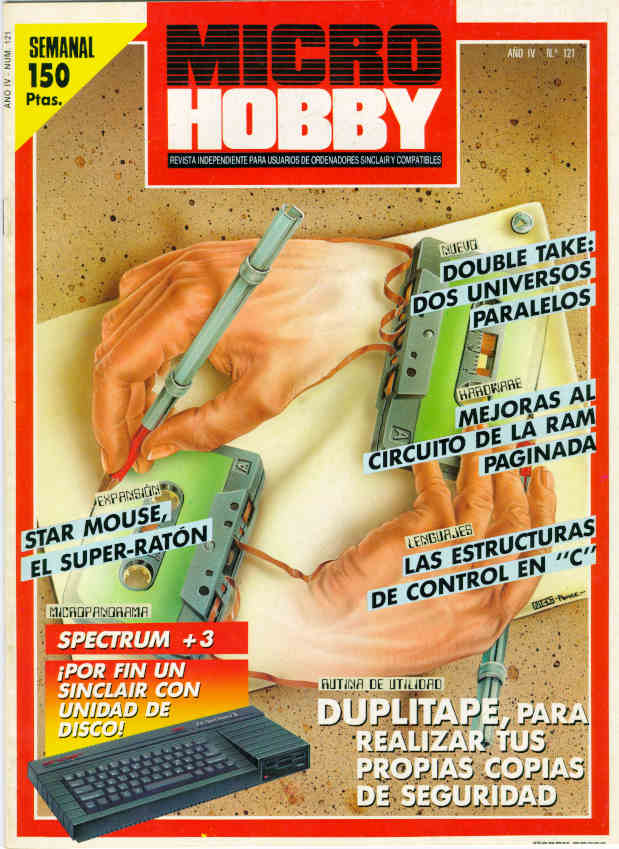 ANO IV - NUM. 121
SEMANAL
150
Ptas.
MICRO
HOBBY
AÑO IV - N.º 121
REVISTA INDEPENDIENTE PARA USUARIOS DE ORDENADORES SINCLAIR Y COMPATIBLES
NUEVO
DOUBLE TAKE:
DOS UNIVERSOS
PARALELOS
HARDWARE
MEJORAS AL
CIRCUITO DE LA RAM
PAGINADA
A
A
EXPANSIÓN
STAR MOUSE,
EL SUPER-RATÓN
LENGUAJES
LAS ESTRUCTURAS
DE CONTROL EN "C"
MICROPANORAMA
SPECTRUM +3
¡POR FIN UN
SINCLAIR CON
UNIDAD DE
DISCO!
RUTINA DE UTILIDAD
DUPLITAPE, PARA
REALIZAR TUS
PROPIAS COPIAS
DE SEGURIDAD